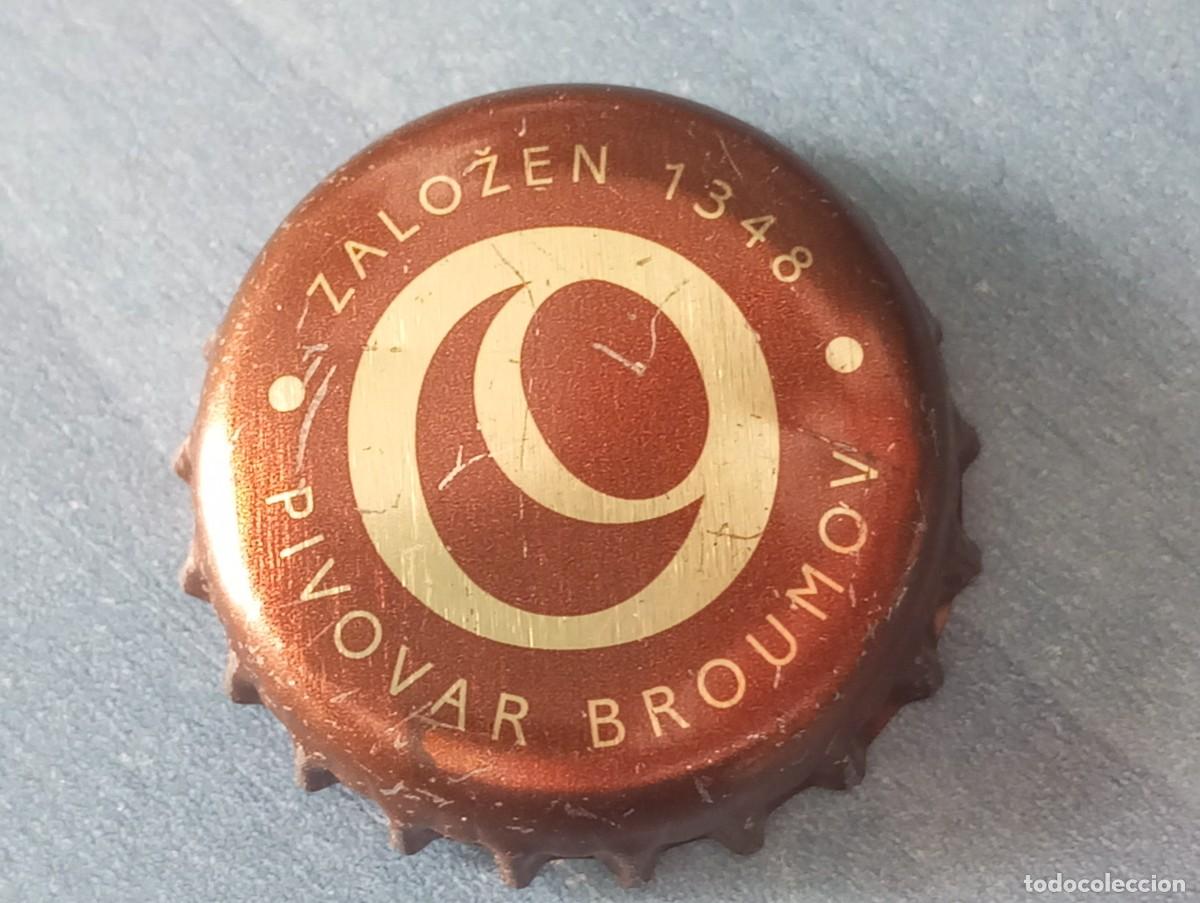 ZALOŽEN 1348
PIVOVAR BROUMOV
todocoleccion